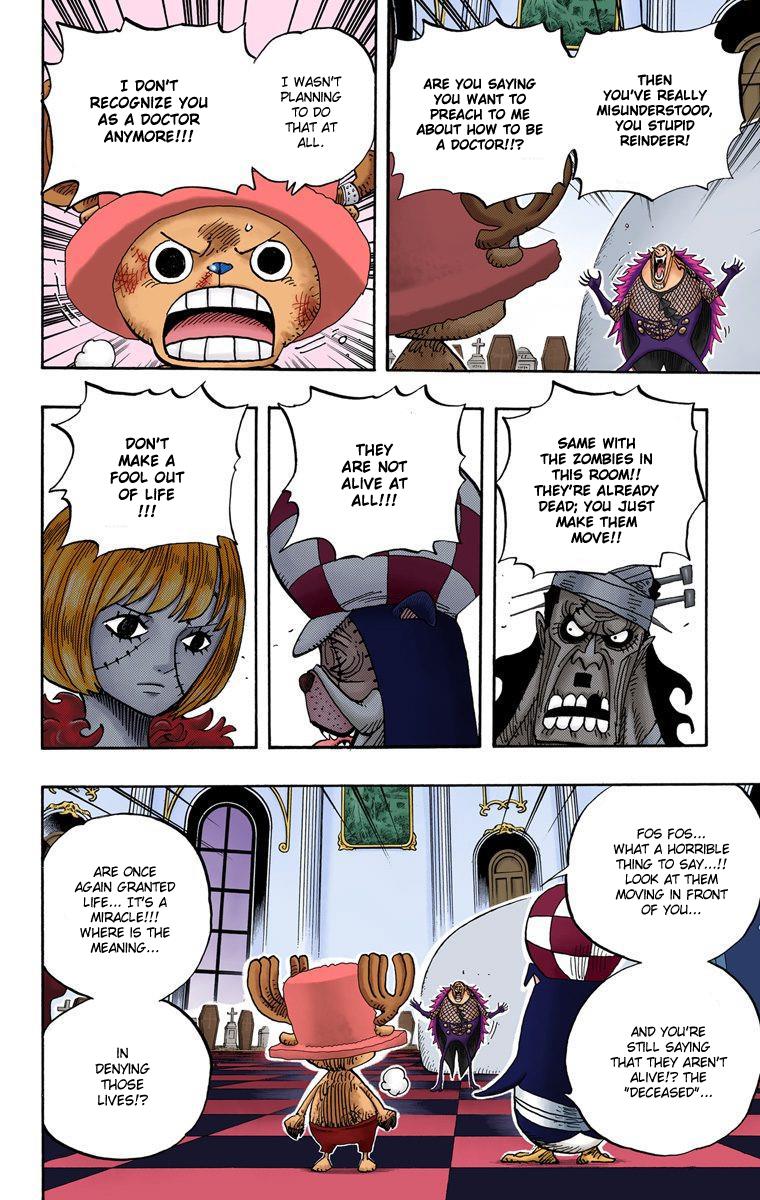 THEN
YOU'VE REALLY
MISUNDERSTOOD,
YOU STUPID
REINDEER!
ARE YOU SAYING
YOU WANT TO
PREACH TO ME
ABOUT HOW TO BE
A DOCTOR!!?
I WASN'T
PLANNING
TO DO
THAT AT
ALL.
I DON'T
RECOGNIZE YOU
AS A DOCTOR
ANYMORE!!!
SAME WITH
THE ZOMBIES IN
THIS ROOM!!
THEY'RE ALREADY
DEAD; YOU JUST
MAKE THEM
MOVE!!
THEY
ARE NOT
ALIVE AT
ALL!!!
DON'T
MAKE A
FOOL OUT
OF LIFE
!!!
FOS FOS...
WHAT A HORRIBLE
THING TO SAY...!!
LOOK AT THEM
MOVING IN FRONT
OF YOU...
AND YOU'RE
STILL SAYING
THAT THEY AREN'T
ALIVE!? THE
"DECEASED"...
ARE ONCE
AGAIN GRANTED
LIFE... IT'S A
MIRACLE!!!
WHERE IS THE
MEANING...
IN
DENYING
THOSE
LIVES!?